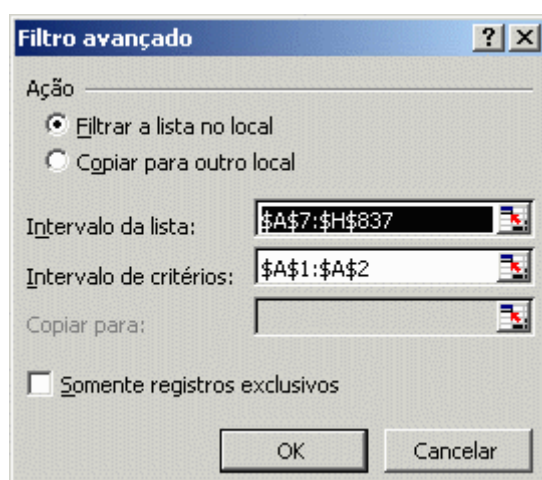 Filtro avançado ? X
Ação
Filtrar a lista no local
Copiar para outro local
Intervalo da lista: $A$7:$H$837
Intervalo de critérios: $A$1:$A$2
Copiar para:
Somente registros exclusivos
OK Cancelar